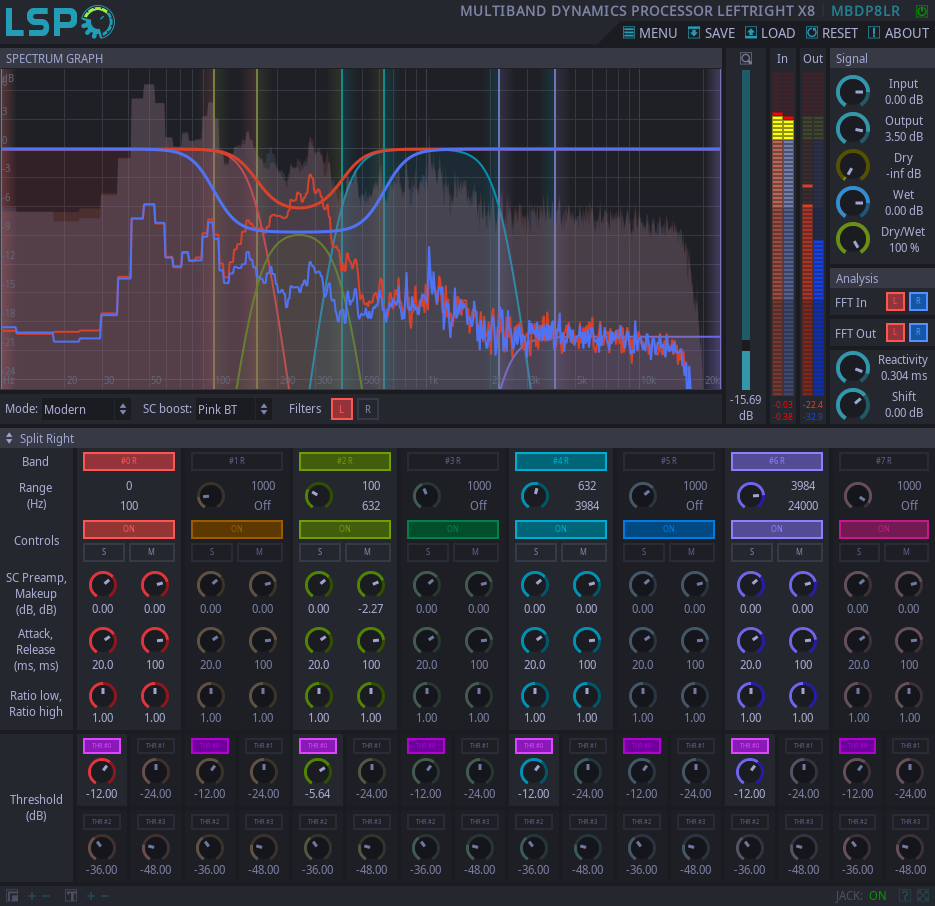 LSP
MULTIBAND DYNAMICS PROCESSOR LEFTRIGHT X8 MBDP8LR
MENU SAVE LOAD RESET ABOUT
SPECTRUM GRAPH
In Out
Signal
dB
6
3
0
-3
-6
-9
-12
-15
-18
-21
-24
Hz 20 30 50 100 200 300 500 1k 2k 3k 5k 10k 20k
-15.69
dB
-0.03 -22.4
-0.38 -32.9
Input
0.00 dB
Output
3.50 dB
Dry
-inf dB
Wet
0.00 dB
Dry/Wet
100 %
Analysis
FFT In L R
FFT Out L R
Reactivity
0.304 ms
Shift
0.00 dB
Mode: Modern SC boost: Pink BT Filters L R
Split Right
Band #0 R #1 R #2 R #3 R #4 R #5 R #6 R #7 R
Range
(Hz)
0 1000 100 1000 632 1000 3984 1000
100 Off 632 Off 3984 Off 24000 Off
Controls
ON ON ON ON ON ON ON ON
S M S M S M S M S M S M S M S M
SC Preamp,
Makeup
(dB, dB)
0.00 0.00 0.00 0.00 0.00 -2.27 0.00 0.00 0.00 0.00 0.00 0.00 0.00 0.00 0.00 0.00
Attack,
Release
(ms, ms)
20.0 100 20.0 100 20.0 100 20.0 100 20.0 100 20.0 100 20.0 100 20.0 100
Ratio low,
Ratio high
1.00 1.00 1.00 1.00 1.00 1.00 1.00 1.00 1.00 1.00 1.00 1.00 1.00 1.00 1.00 1.00
THR #0 THR #1 THR #0 THR #1 THR #0 THR #1 THR #0 THR #1 THR #0 THR #1 THR #0 THR #1 THR #0 THR #1 THR #0 THR #1
-12.00 -24.00 -12.00 -24.00 -5.64 -24.00 -12.00 -24.00 -12.00 -24.00 -12.00 -24.00 -12.00 -24.00 -12.00 -24.00
Threshold
(dB)
THR #2 THR #3 THR #2 THR #3 THR #2 THR #3 THR #2 THR #3 THR #2 THR #3 THR #2 THR #3 THR #2 THR #3 THR #2 THR #3
-36.00 -48.00 -36.00 -48.00 -36.00 -48.00 -36.00 -48.00 -36.00 -48.00 -36.00 -48.00 -36.00 -48.00 -36.00 -48.00
JACK: ON